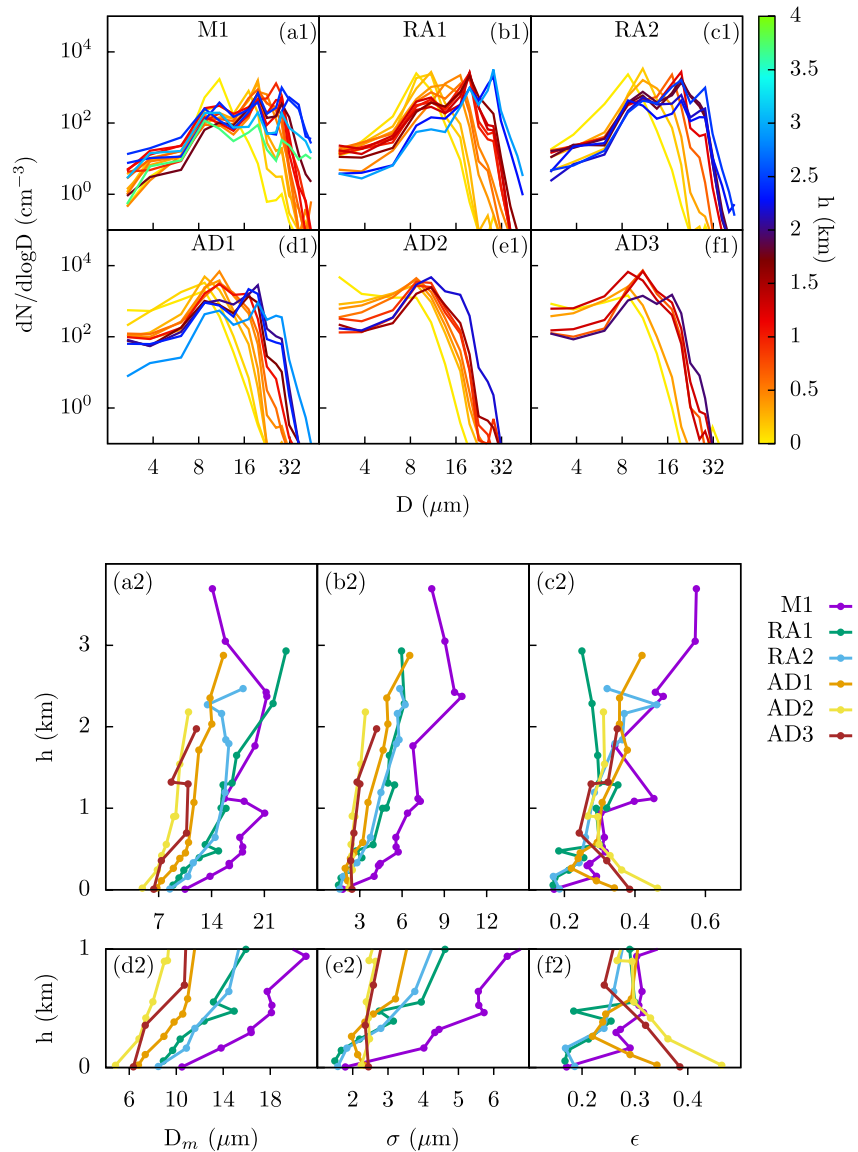 M1 (a1) RA1 (b1) RA2 (c1)
10^4
10^2
10^0
AD1 (d1) AD2 (e1) AD3 (f1)
10^4
10^2
10^0
dN/dlogD (cm^−3)
4 8 16 32 4 8 16 32 4 8 16 32
D (μm)
4
3.5
3
2.5
2
1.5
1
0.5
0
h (km)
(a2) (b2) (c2)
3
2
1
0
h (km)
7 14 21 3 6 9 12 0.2 0.4 0.6
M1
RA1
RA2
AD1
AD2
AD3
(d2) (e2) (f2)
1
0
h (km)
6 10 14 18 2 3 4 5 6 0.2 0.3 0.4
D_m (μm) σ (μm) ϵ